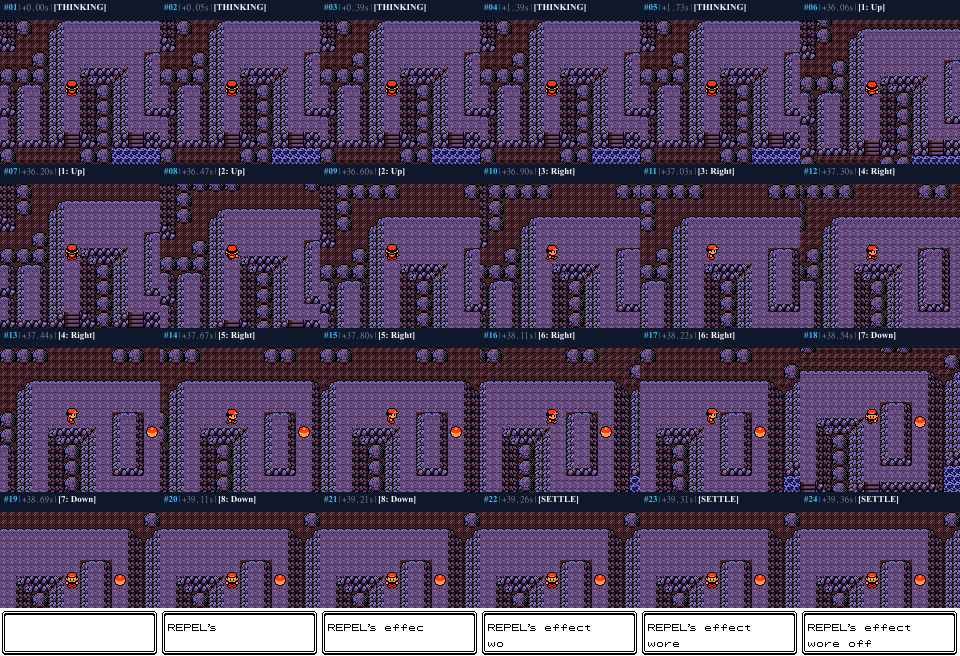 #01|+0.00s|[THINKING]
#02|+0.05s|[THINKING]
#03|+0.39s|[THINKING]
#04|+1.39s|[THINKING]
#05|+1.73s|[THINKING]
#06|+36.06s|[1: Up]
#07|+36.20s|[1: Up]
#08|+36.47s|[2: Up]
#09|+36.60s|[2: Up]
#10|+36.90s|[3: Right]
#11|+37.03s|[3: Right]
#12|+37.30s|[4: Right]
#13|+37.44s|[4: Right]
#14|+37.67s|[5: Right]
#15|+37.80s|[5: Right]
#16|+38.11s|[6: Right]
#17|+38.22s|[6: Right]
#18|+38.54s|[7: Down]
#19|+38.69s|[7: Down]
#20|+39.11s|[8: Down]
#21|+39.21s|[8: Down]
#22|+39.26s|[SETTLE]
#23|+39.31s|[SETTLE]
#24|+39.36s|[SETTLE]
REPEL's
REPEL's effec
REPEL's effect
wo
REPEL's effect
wore
REPEL's effect
wore off